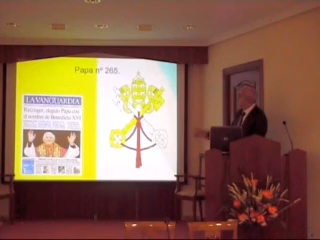 Papa nº 265.
LA VANGUARDIA
Ratzinger, elegido Papa con
el nombre de Benedicto XVI